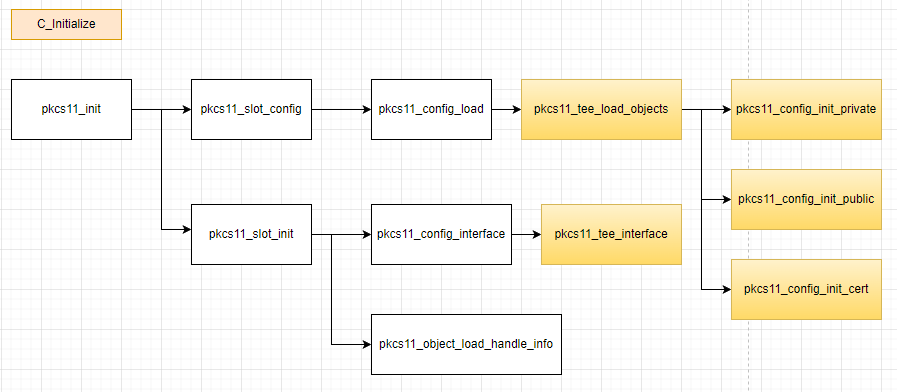 C_Initialize
pkcs11_init
pkcs11_slot_config
pkcs11_config_load
pkcs11_tee_load_objects
pkcs11_config_init_private
pkcs11_config_init_public
pkcs11_slot_init
pkcs11_config_interface
pkcs11_tee_interface
pkcs11_config_init_cert
pkcs11_object_load_handle_info